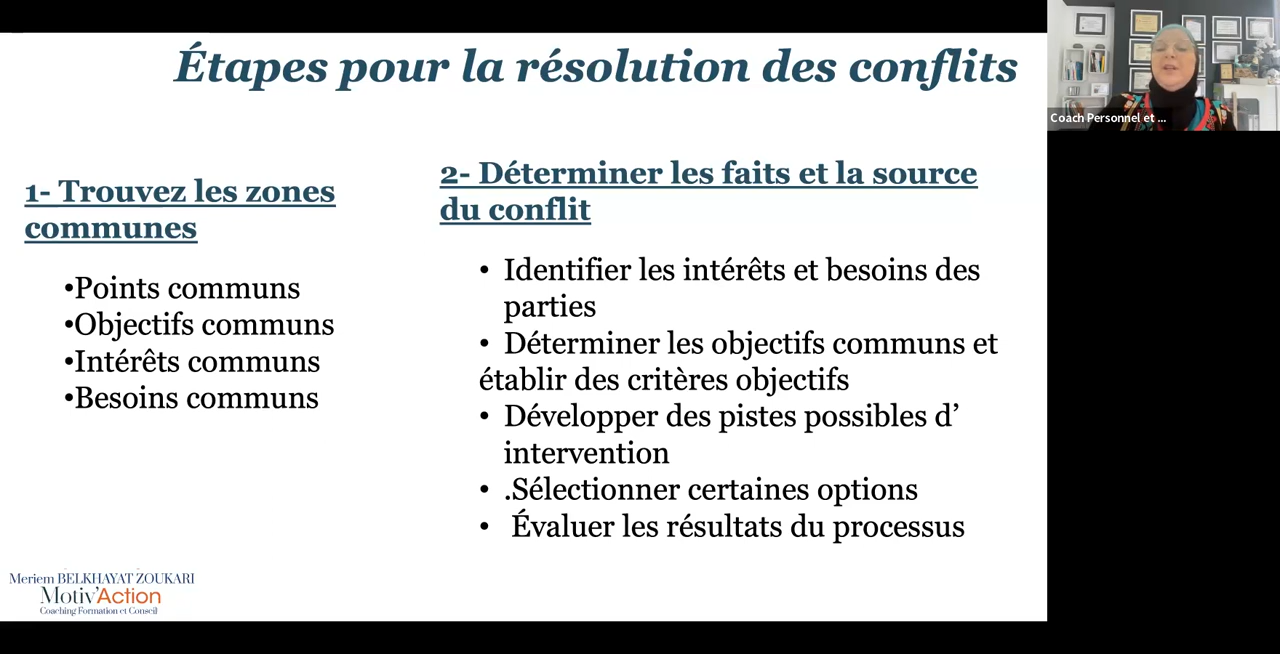 Étapes pour la résolution des conflits
Coach Personnel et ...
1- Trouvez les zones
communes
•Points communs
•Objectifs communs
•Intérêts communs
•Besoins communs
2- Déterminer les faits et la source
du conflit
• Identifier les intérêts et besoins des
parties
• Déterminer les objectifs communs et
établir des critères objectifs
• Développer des pistes possibles d’
intervention
• .Sélectionner certaines options
• Évaluer les résultats du processus
Meriem BELKHAYAT ZOUKARI
Motiv'Action
Coaching Formation et Conseil